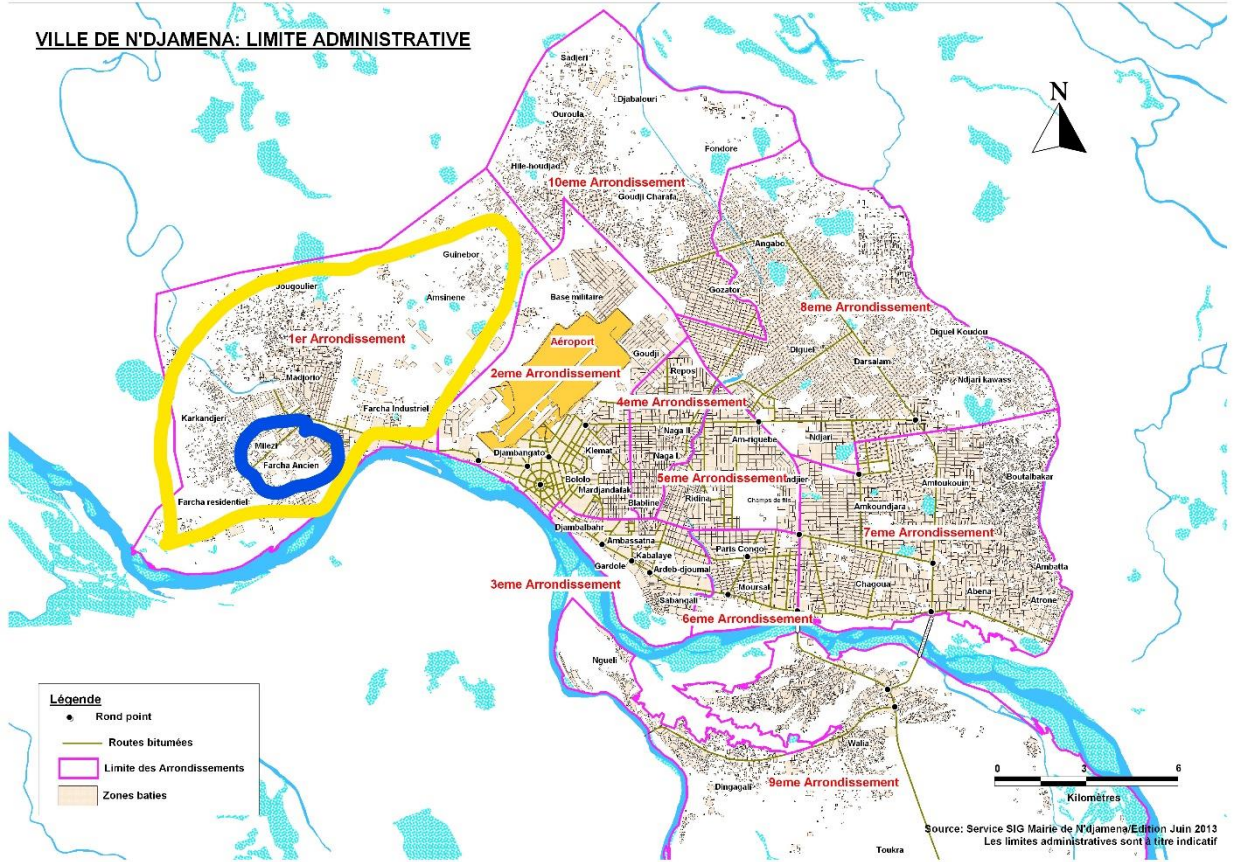 VILLE DE N'DJAMENA: LIMITE ADMINISTRATIVE
N
Sadjeri
Djabalouri
Ouroula
Fondore
Hile-houdjad
10eme Arrondissement
Goudji Charafa
Angabo
Guinebor
Jougoulier
Amsinene
Base militaire
Gozator
8eme Arrondissement
1er Arrondissement
Aéroport
Diguel Koudou
Goudji
Diguel
Darsalam
Madjorio
2eme Arrondissement
Repos
Ndjari kawass
Karkandjeri
Farcha Industriel
4eme Arrondissement
Naga II
Am-riguebe
Ndjari
Milezi
Djambangato
Klemat
Naga I
Farcha Ancien
Bololo
5eme Arrondissement
ndjier
Boutalbakar
Amtoukouin
Mardjandafak
Blabline
Ridina
Champs de fils
Farcha residentiel
Amkoundjara
Djambalbahr
7eme Arrondissement
Ambassatna
Paris Congo
Kabalaye
Gardole
Ardeb-djoumal
Ambatta
3eme Arrondissement
Moursal
Chagoua
Abena
Atrone
Sabangali
6eme Arrondissement
Ngueli
Walia
Dingagali
9eme Arrondissement
Toukra
Légende
Rond point
Routes bitumées
Limite des Arrondissements
Zones baties
0 3 6
Kilomètres
Source: Service SIG Mairie de N'djamena/Edition Juin 2013
Les limites administratives sont à titre indicatif